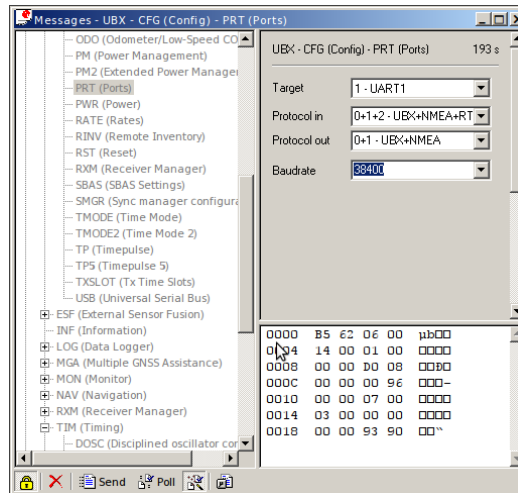 Messages - UBX - CFG (Config) - PRT (Ports)
ODO (Odometer/Low-Speed CO
PM (Power Management)
PM2 (Extended Power Manager
PRT (Ports)
PWR (Power)
RATE (Rates)
RINV (Remote Inventory)
RST (Reset)
RXM (Receiver Manager)
SBAS (SBAS Settings)
SMGR (Sync manager configura
TMODE (Time Mode)
TMODE2 (Time Mode 2)
TP (Timepulse)
TP5 (Timepulse 5)
TXSLOT (Tx Time Slots)
USB (Universal Serial Bus)
ESF (External Sensor Fusion)
INF (Information)
LOG (Data Logger)
MGA (Multiple GNSS Assistance)
MON (Monitor)
NAV (Navigation)
RXM (Receiver Manager)
TIM (Timing)
DOSC (Disciplined oscillator cor
UBX - CFG (Config) - PRT (Ports) 193 s
Target 1 - UART1
Protocol in 0+1+2 - UBX+NMEA+RT
Protocol out 0+1 - UBX+NMEA
Baudrate 38400
0000 B5 62 06 00 µb□□
0004 14 00 01 00 □□□□
0008 00 00 D0 08 □□Ð□
000C 00 00 00 96 □□□–
0010 00 00 07 00 □□□□
0014 03 00 00 00 □□□□
0018 00 00 93 90 □□“
Send Poll